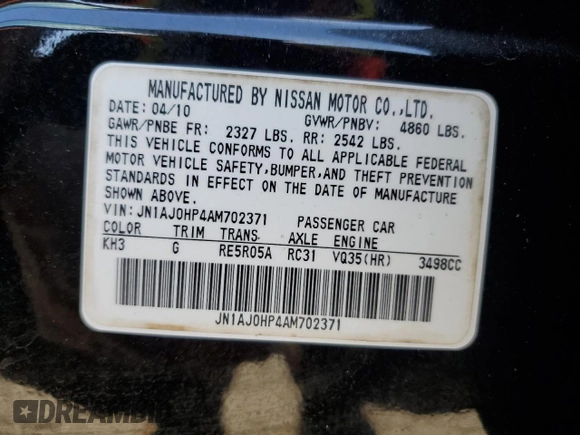 MANUFACTURED BY NISSAN MOTOR CO.,LTD.
DATE: 04/10 GVWR/PNBV: 4860 LBS.
GAWR/PNBE FR: 2327 LBS. RR: 2542 LBS.
THIS VEHICLE CONFORMS TO ALL APPLICABLE FEDERAL
MOTOR VEHICLE SAFETY,BUMPER,AND THEFT PREVENTION
STANDARDS IN EFFECT ON THE DATE OF MANUFACTURE
SHOWN ABOVE.
VIN: JN1AJ0HP4AM702371 PASSENGER CAR
COLOR TRIM TRANS AXLE ENGINE
KH3 G RE5R05A RC31 VQ35(HR) 3498CC
JN1AJ0HP4AM702371